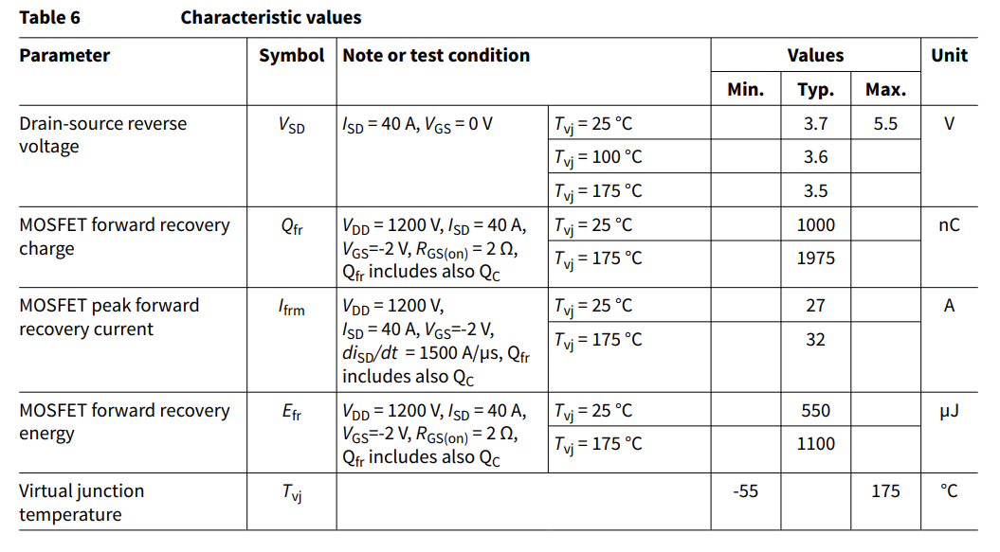 Table 6 Characteristic values
Parameter Symbol Note or test condition Values Unit
Min. Typ. Max.
Drain-source reverse voltage VSD ISD = 40 A, VGS = 0 V Tvj = 25 °C 3.7 5.5 V
Tvj = 100 °C 3.6
Tvj = 175 °C 3.5
MOSFET forward recovery charge Qfr VDD = 1200 V, ISD = 40 A, VGS=-2 V, RGS(on) = 2 Ω, Qfr includes also QC Tvj = 25 °C 1000 nC
Tvj = 175 °C 1975
MOSFET peak forward recovery current Ifrm VDD = 1200 V, ISD = 40 A, VGS=-2 V, diSD/dt = 1500 A/µs, Qfr includes also QC Tvj = 25 °C 27 A
Tvj = 175 °C 32
MOSFET forward recovery energy Efr VDD = 1200 V, ISD = 40 A, VGS=-2 V, RGS(on) = 2 Ω, Qfr includes also QC Tvj = 25 °C 550 µJ
Tvj = 175 °C 1100
Virtual junction temperature Tvj -55 175 °C